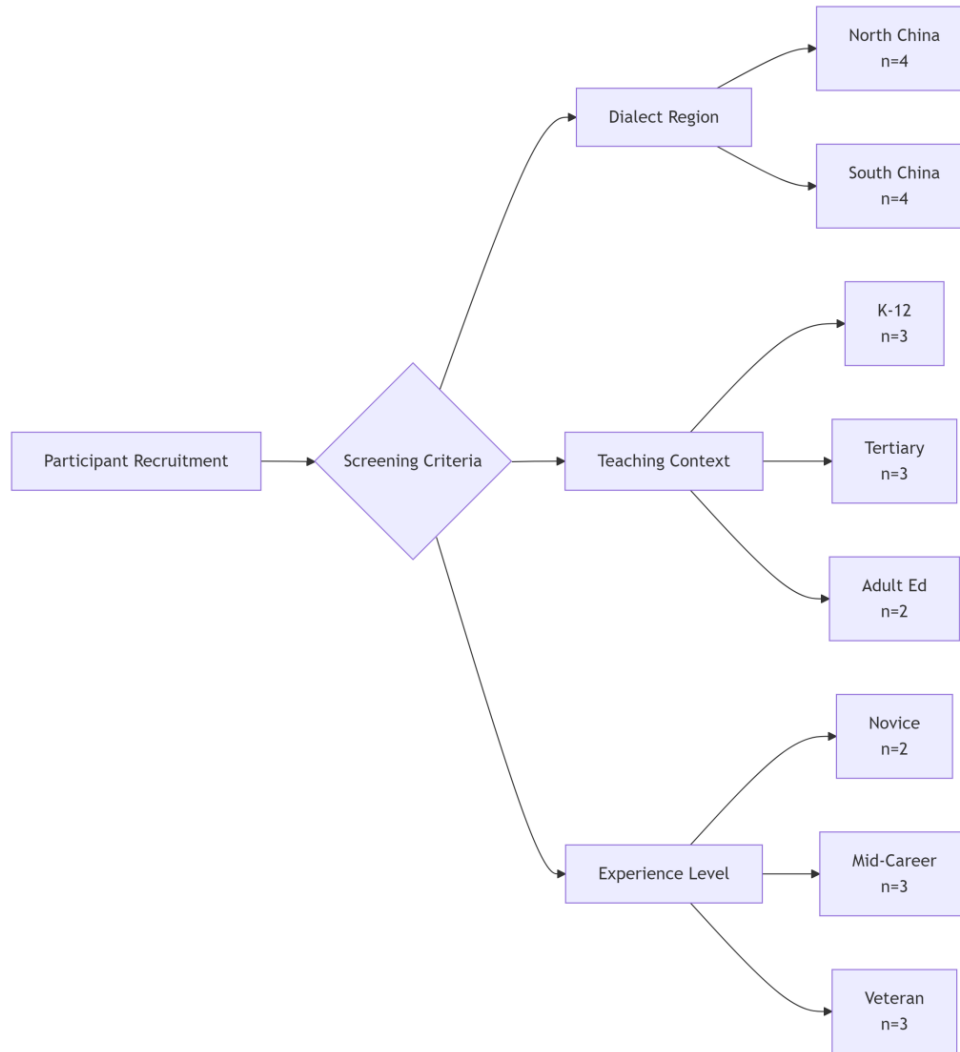 Participant Recruitment
Screening Criteria
Dialect Region
North China
n=4
South China
n=4
Teaching Context
K-12
n=3
Tertiary
n=3
Adult Ed
n=2
Experience Level
Novice
n=2
Mid-Career
n=3
Veteran
n=3